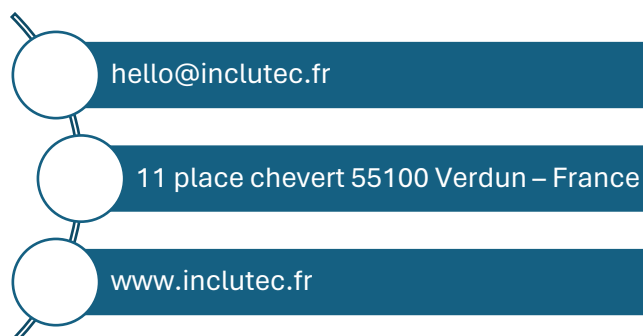 hello@inclutec.fr
11 place chevert 55100 Verdun – France
www.inclutec.fr